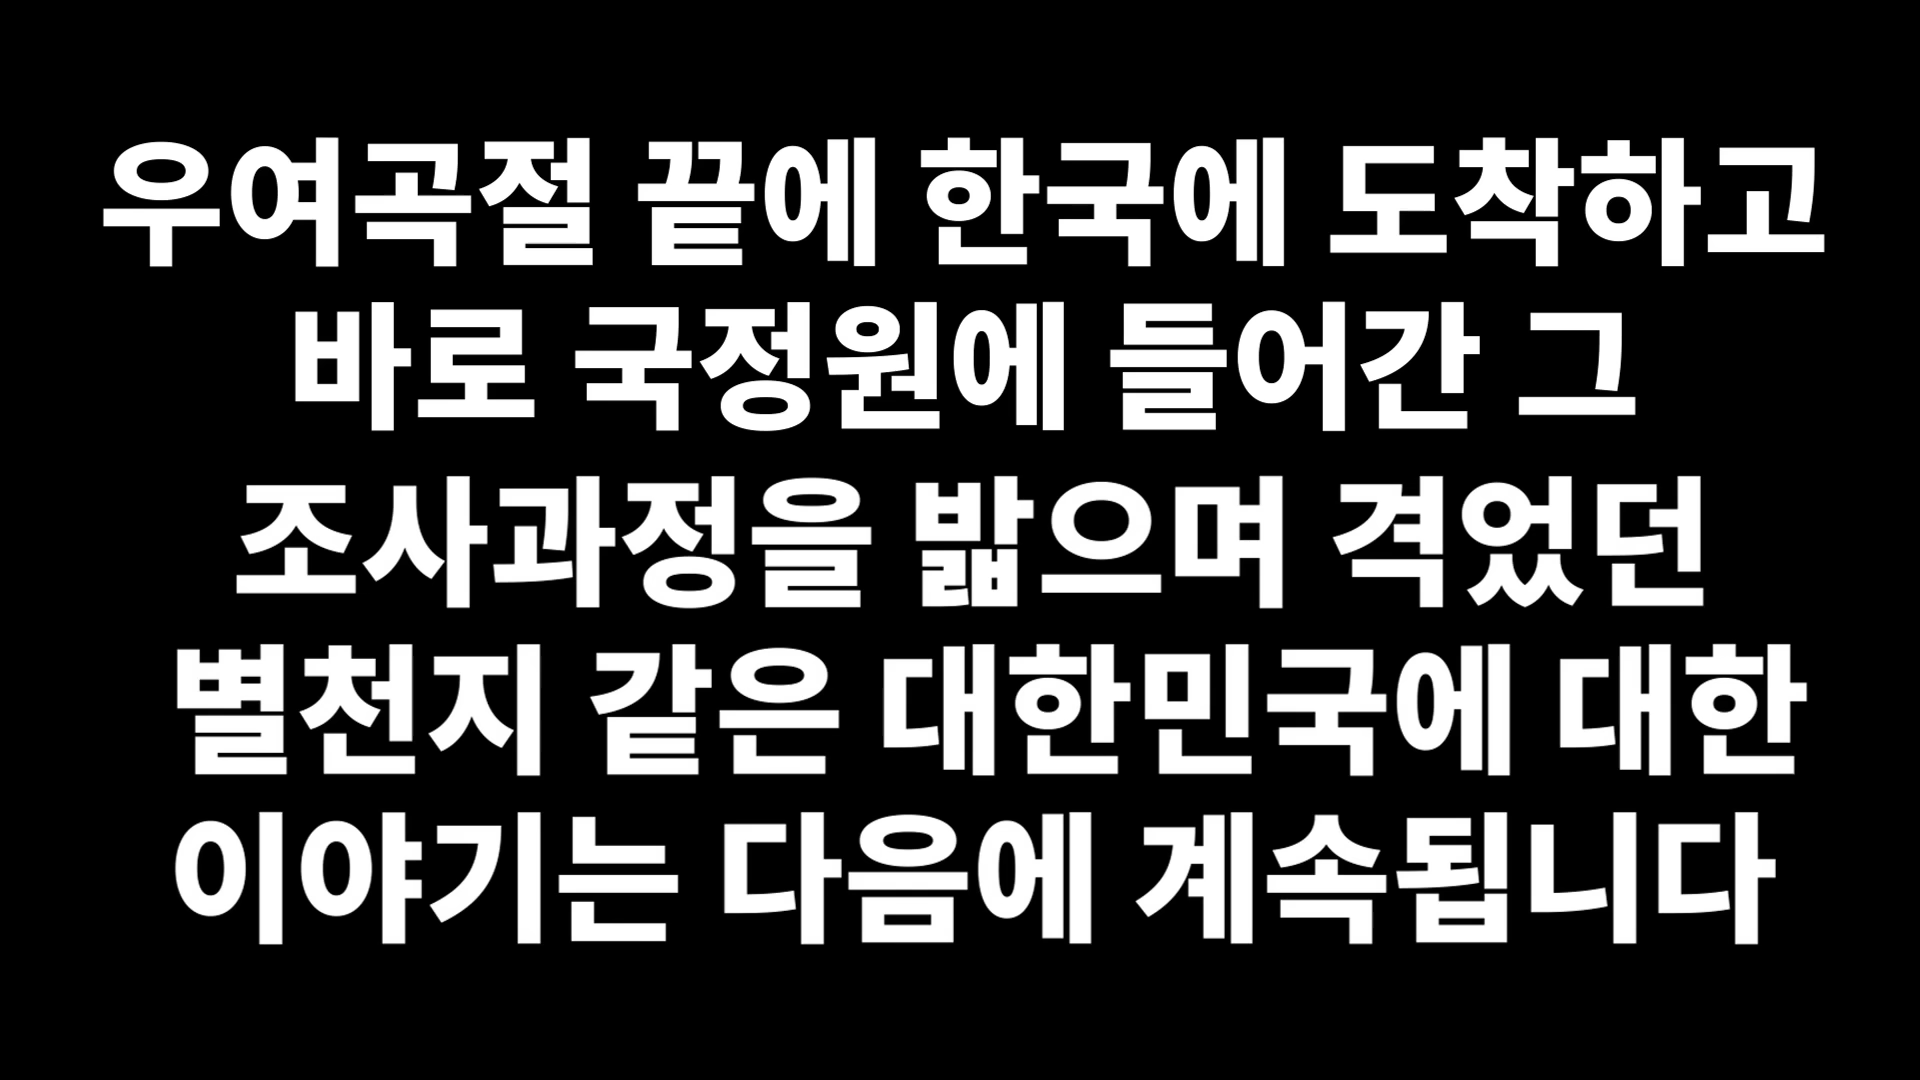 우여곡절 끝에 한국에 도착하고
바로 국정원에 들어간 그
조사과정을 밟으며 격었던
별천지 같은 대한민국에 대한
이야기는 다음에 계속됩니다